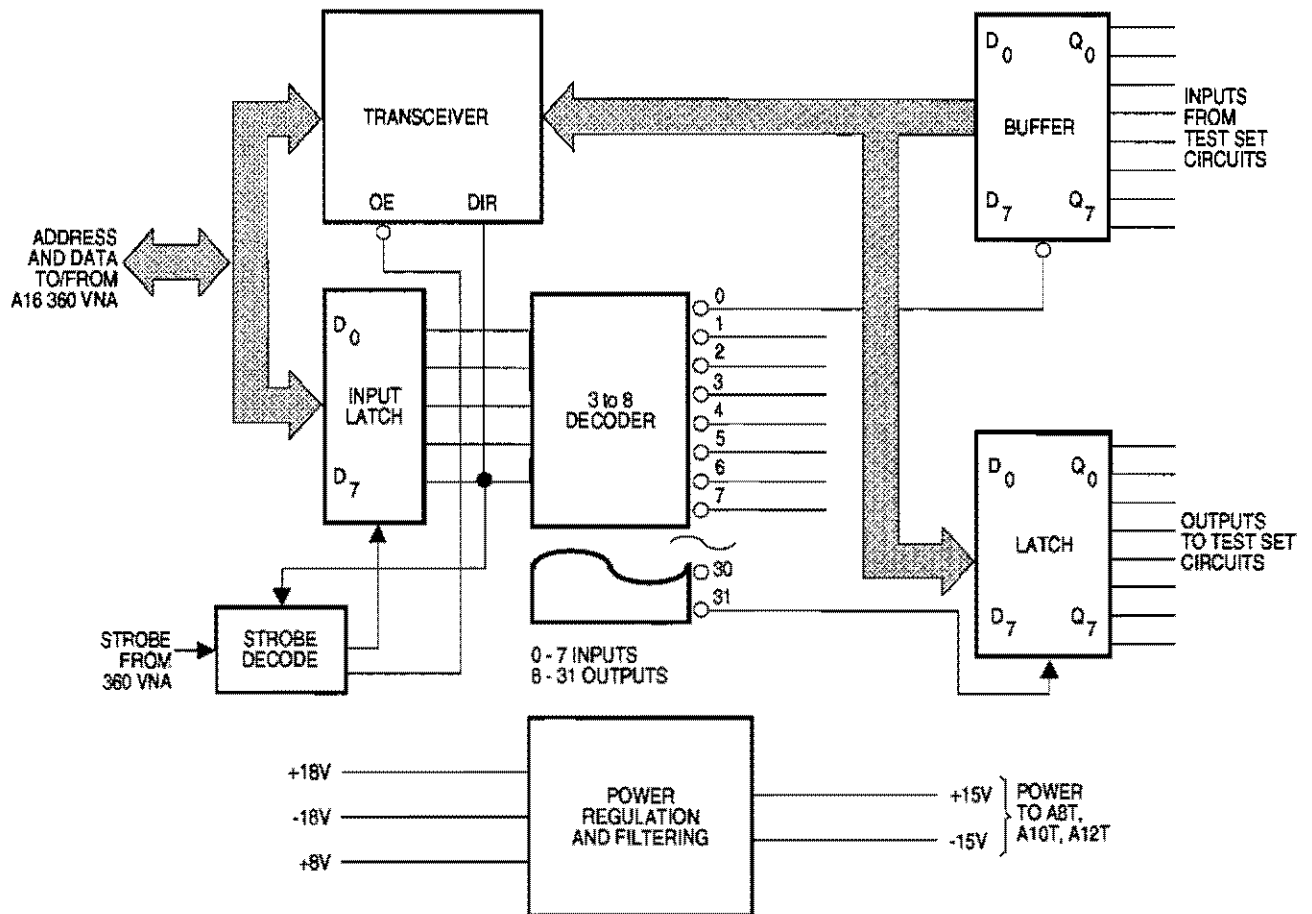 TRANSCEIVER
OE DIR
D0 Q0
BUFFER
D7 Q7
INPUTS
FROM
TEST SET
CIRCUITS
ADDRESS
AND DATA
TO/FROM
A16 360 VNA
D0
INPUT
LATCH
D7
3 to 8
DECODER
0
1
2
3
4
5
6
7
30
31
D0 Q0
LATCH
D7 Q7
OUTPUTS
TO TEST SET
CIRCUITS
STROBE
FROM
360 VNA
STROBE
DECODE
0 - 7 INPUTS
8 - 31 OUTPUTS
+18V
-18V
+8V
POWER
REGULATION
AND FILTERING
+15V
-15V
POWER
TO A8T,
A10T, A12T